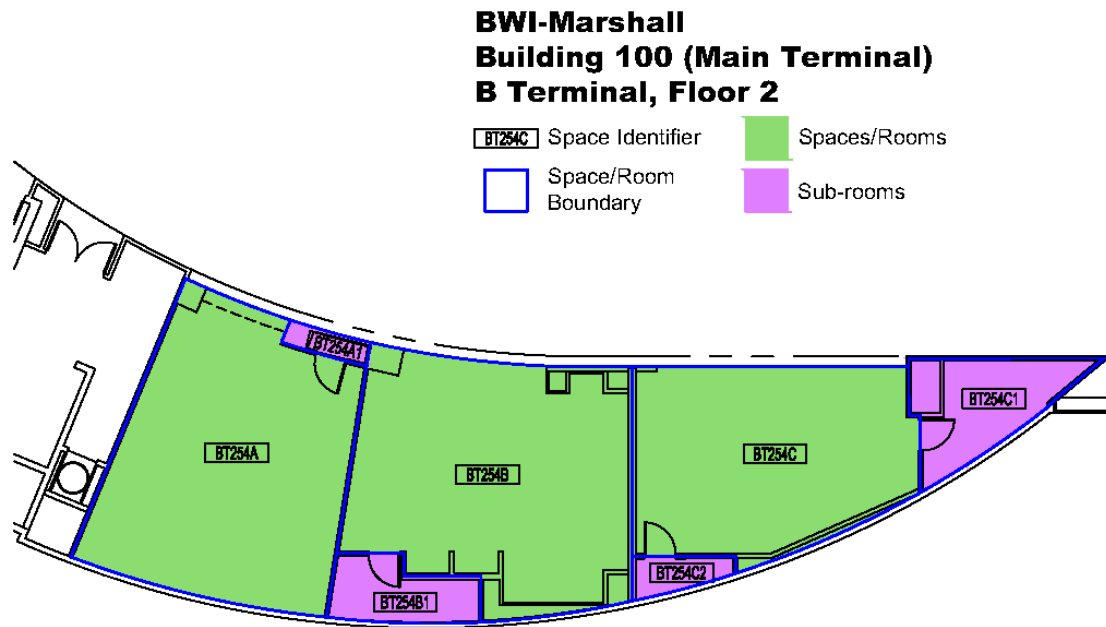 BWI-Marshall
Building 100 (Main Terminal)
B Terminal, Floor 2
BT254C Space Identifier
Spaces/Rooms
Space/Room
Boundary
Sub-rooms
BT254A1
BT254C1
BT254A
BT254B
BT254C
BT254C2
BT254B1